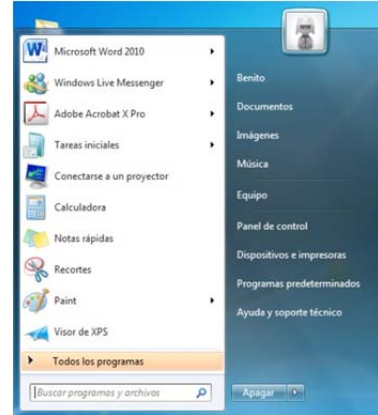 Microsoft Word 2010
Windows Live Messenger
Adobe Acrobat X Pro
Tareas iniciales
Conectarse a un proyector
Calculadora
Notas rápidas
Recortes
Paint
Visor de XPS
Todos los programas
Buscar programas y archivos
Benito
Documentos
Imágenes
Música
Equipo
Panel de control
Dispositivos e impresoras
Programas predeterminados
Ayuda y soporte técnico
Apagar